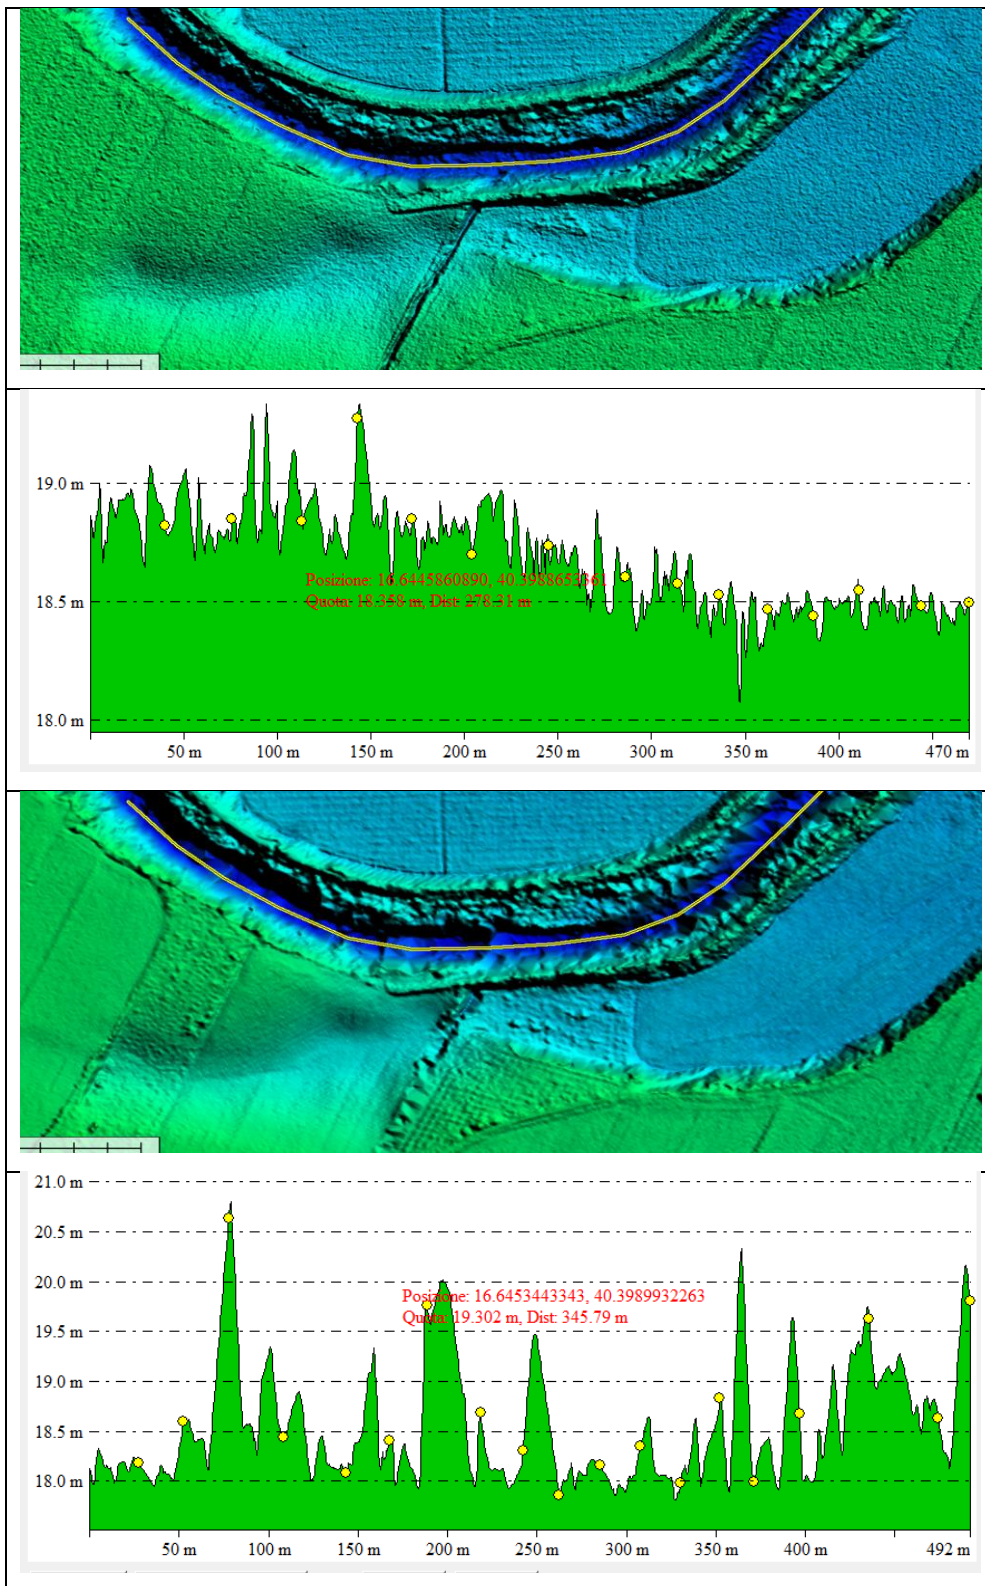 19.0 m
Posizione: 16.6445860890, 40.3988653361
Quota: 18.358 m, Dist: 278.31 m
18.5 m
18.0 m
50 m 100 m 150 m 200 m 250 m 300 m 350 m 400 m 470 m
21.0 m
20.5 m
20.0 m
Posizione: 16.6453443343, 40.3989932263
Quota: 19.302 m, Dist: 345.79 m
19.5 m
19.0 m
18.5 m
18.0 m
50 m 100 m 150 m 200 m 250 m 300 m 350 m 400 m 492 m